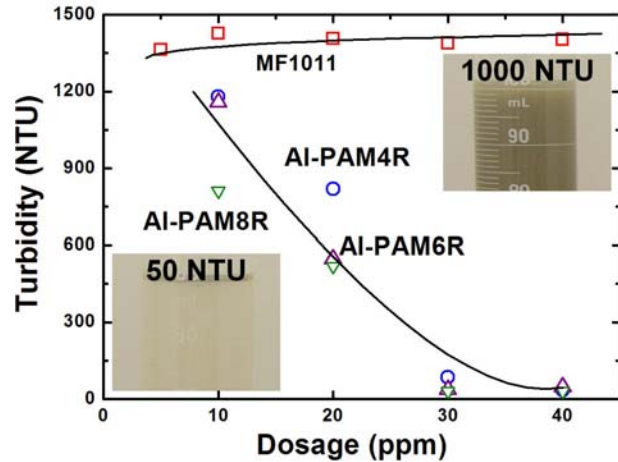 1500
1200
900
600
300
0
Turbidity (NTU)
MF1011
1000 NTU
mL
90
Al-PAM4R
Al-PAM8R
Al-PAM6R
50 NTU
0 10 20 30 40
Dosage (ppm)